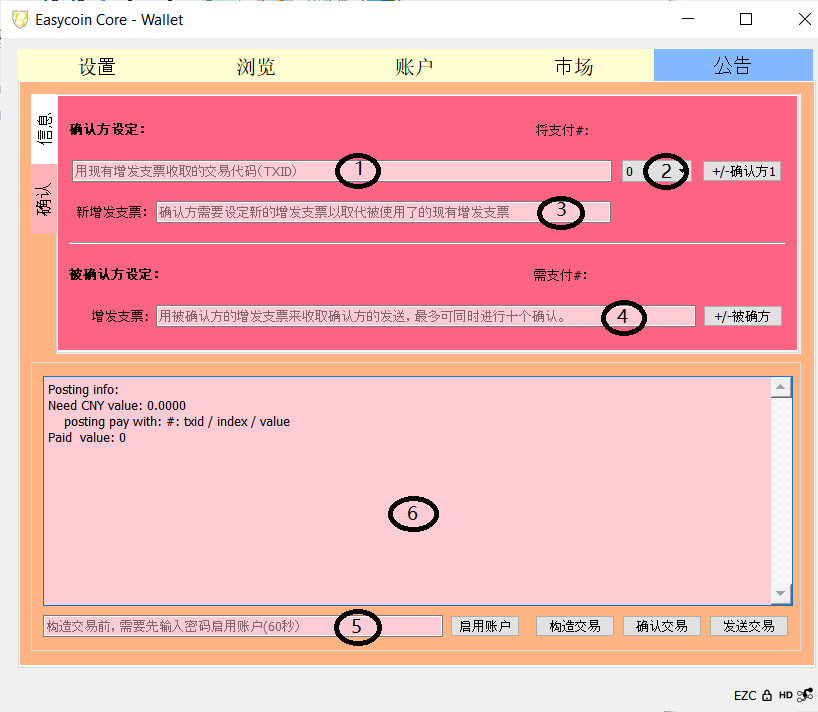 Easycoin Core - Wallet
设置 浏览 账户 市场 公告
信息
确认
确认方设定： 将支付#:
用现有增发支票收取的交易代码(TXID) 1 0 2 +/-确认方1
新增发支票: 确认方需要设定新的增发支票以取代被使用了的现有增发支票 3
被确认方设定： 需支付#:
增发支票: 用被确认方的增发支票来收取确认方的发送, 最多可同时进行十个确认。 4 +/-被确方
Posting info:
Need CNY value: 0.0000
posting pay with: #: txid / index / value
Paid value: 0
6
构造交易前, 需要先输入密码启用账户(60秒) 5 启用账户 构造交易 确认交易 发送交易
EZC HD